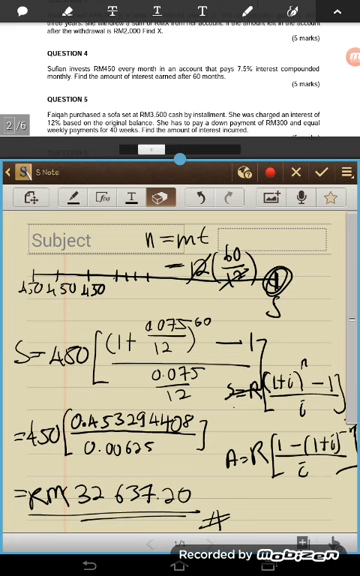 three years. She will draw a sum of RMX from her account. If the amount left in the account
after the withdrawal is RM2,000 Find X.
(5 marks)
QUESTION 4
Sufian invests RM450 every month in an account that pays 7.5% interest compounded
monthly. Find the amount of interest earned after 60 months.
(5 marks)
QUESTION 5
Faiqah purchased a sofa set at RM3,500 cash by installment. She was charged an interest of
12% based on the original balance. She has to pay a down payment of RM300 and equal
weekly payments for 40 weeks. Find the amount of interest incurred.
2 / 6
S Note
Subject
n = mt
= 12 (60/12)
450 450 450
S
S = 450 [ (1 + 0.075/12)^60 - 1 / 0.075/12 ]
S = R [ (1+i)^n - 1 / i ]
= 450 [ 0.453294408 / 0.00625 ]
A = R [ 1 - (1+i)^-n / i ]
= RM 32 637.20 #
Recorded by Mobizen